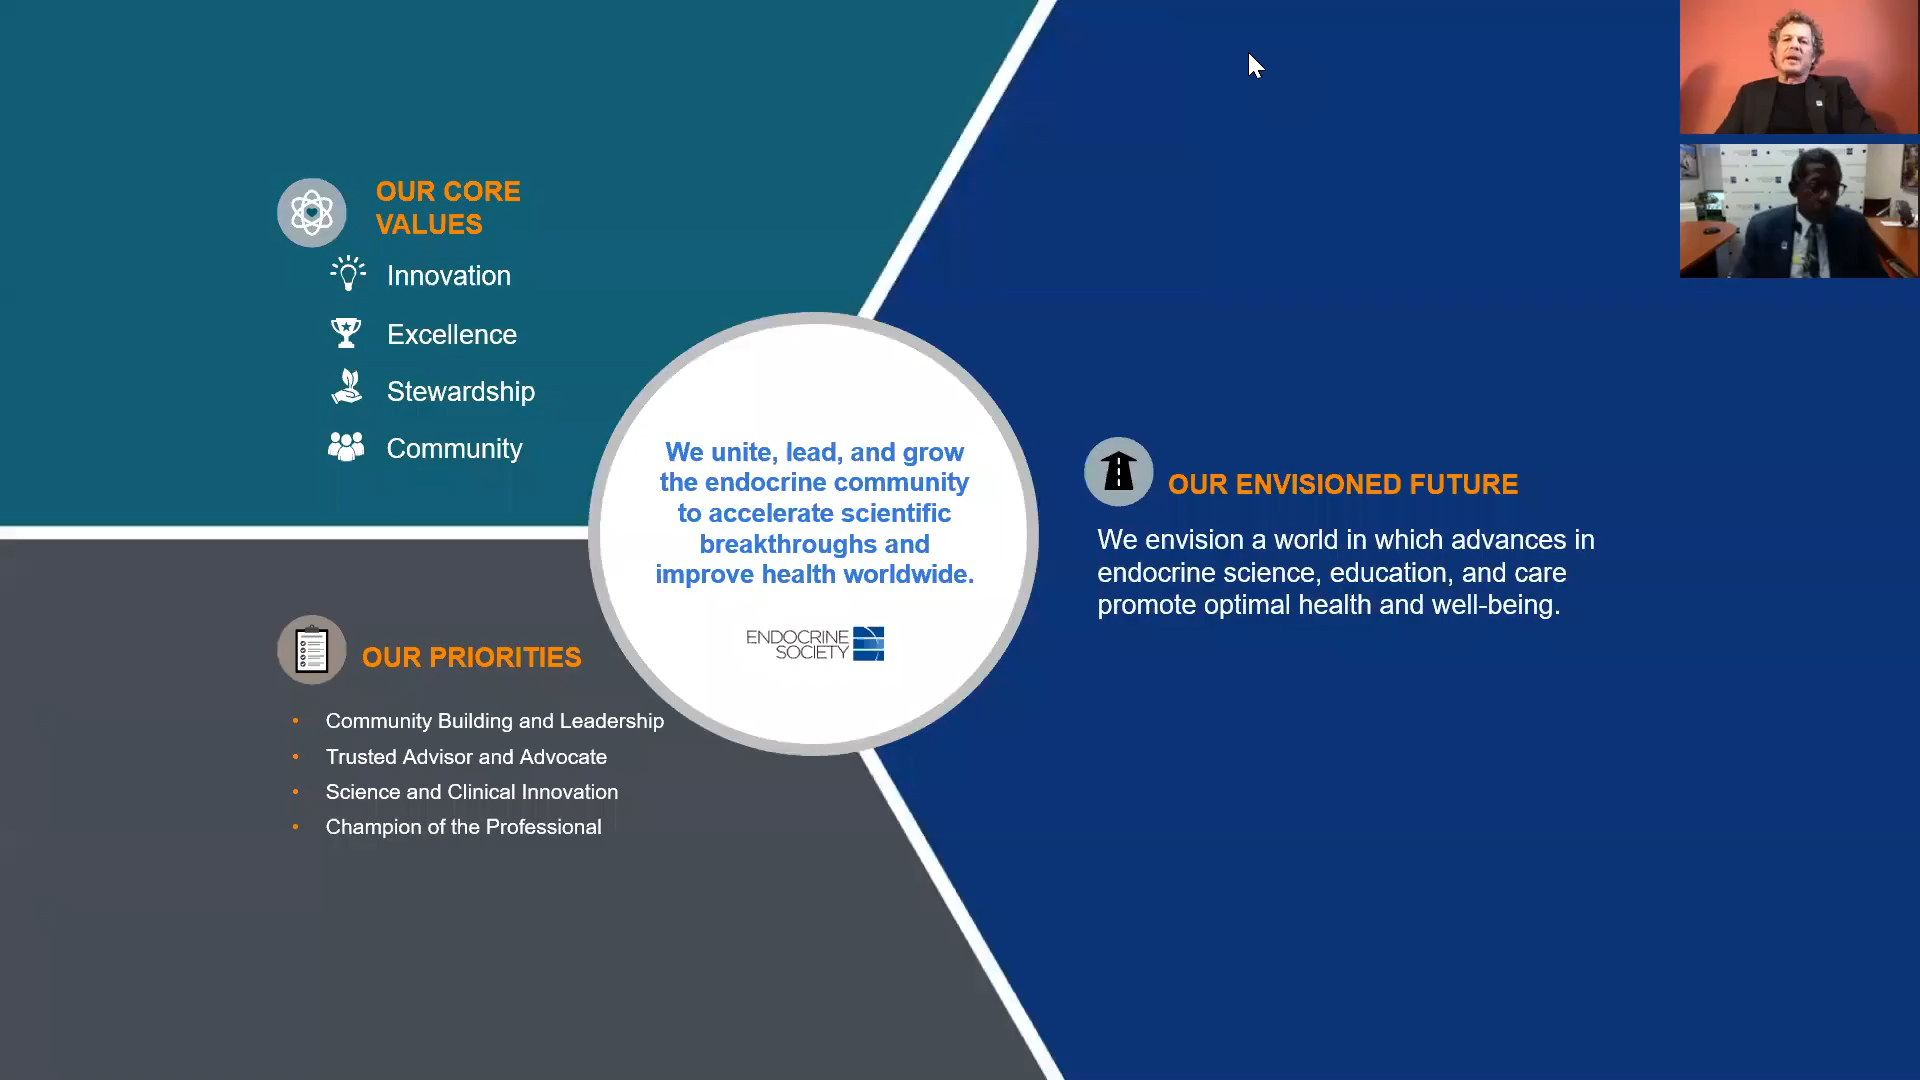 OUR CORE
VALUES
Innovation
Excellence
Stewardship
Community
We unite, lead, and grow
the endocrine community
to accelerate scientific
breakthroughs and
improve health worldwide.
ENDOCRINE
SOCIETY
OUR ENVISIONED FUTURE
We envision a world in which advances in
endocrine science, education, and care
promote optimal health and well-being.
OUR PRIORITIES
• Community Building and Leadership
• Trusted Advisor and Advocate
• Science and Clinical Innovation
• Champion of the Professional